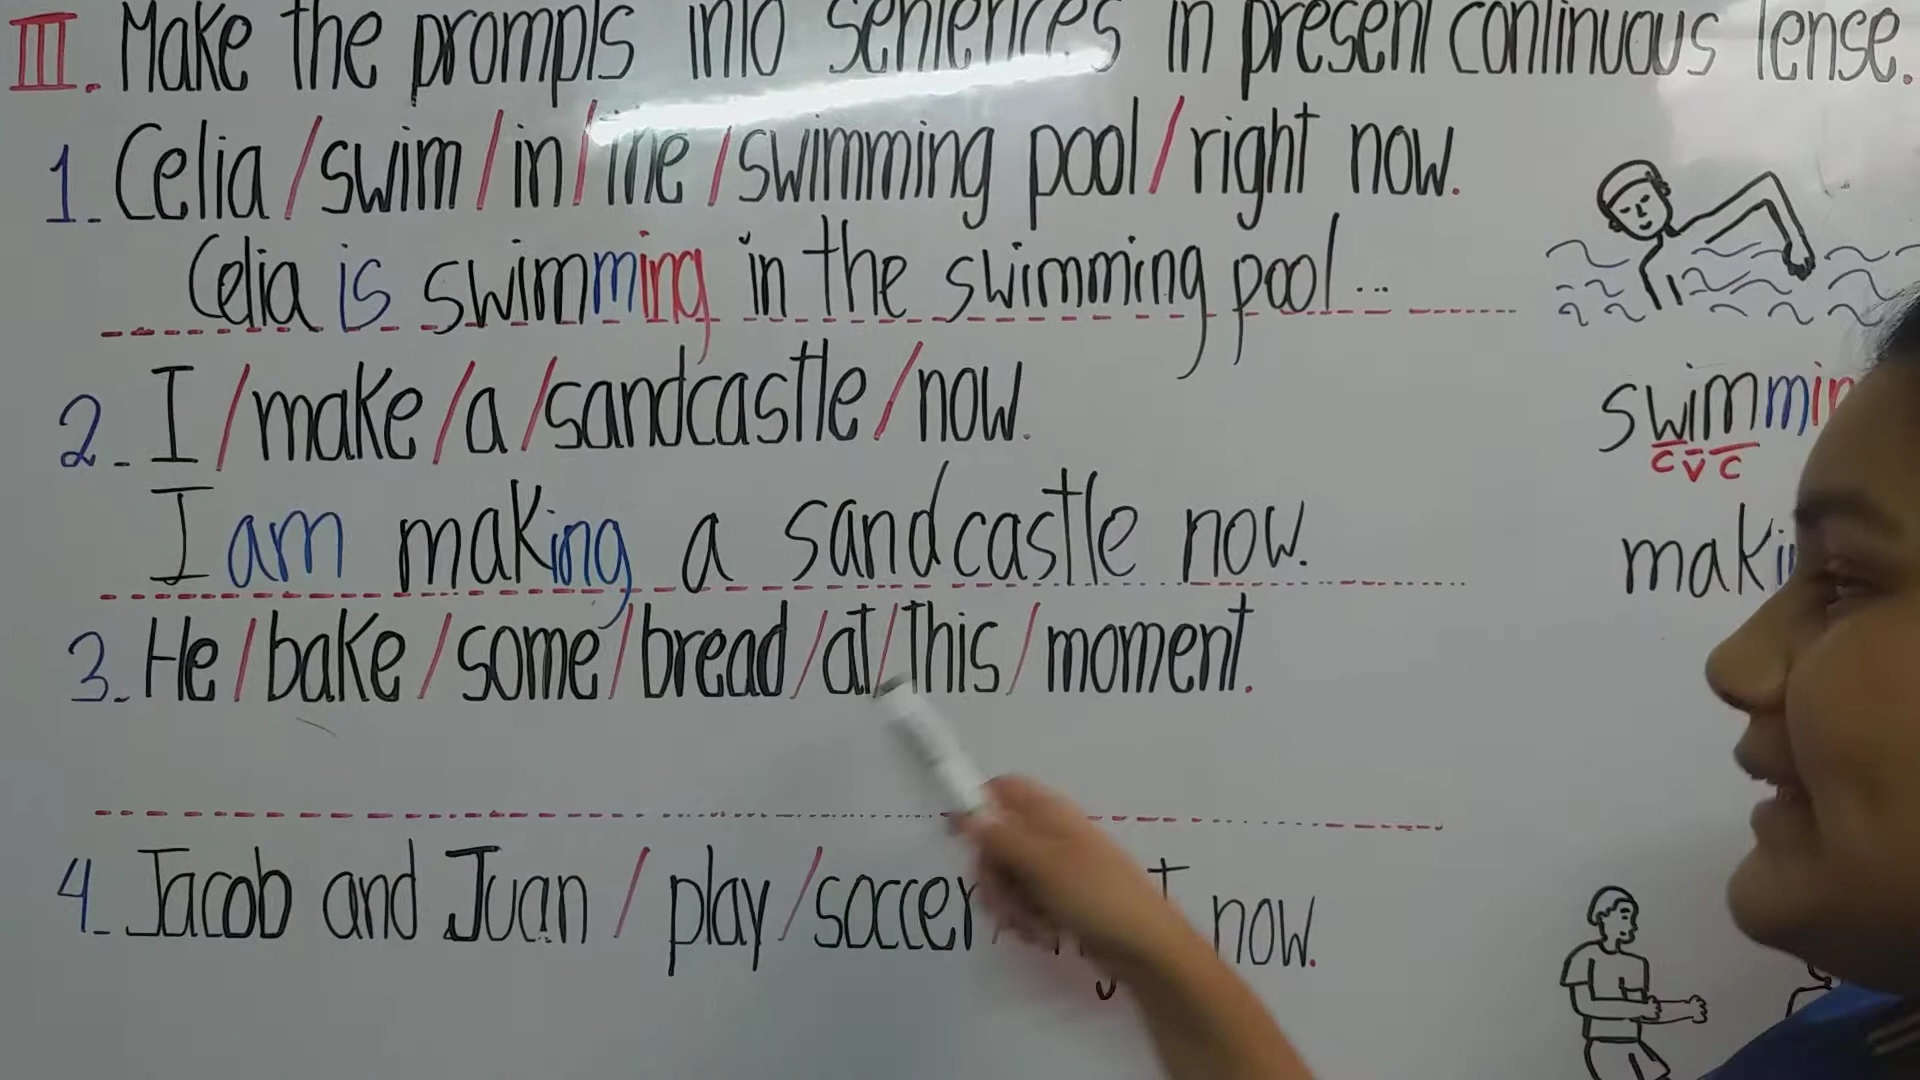 III. Make the prompts into sentences in present continuous tense.
1. Celia / swim / in / the / swimming pool / right now.
Celia is swimming in the swimming pool...
swimmin
C V C
2. I / make / a / sandcastle / now.
I am making a sandcastle now.
maki
3. He / bake / some / bread / at / this / moment.
4. Jacob and Juan / play / soccer now.